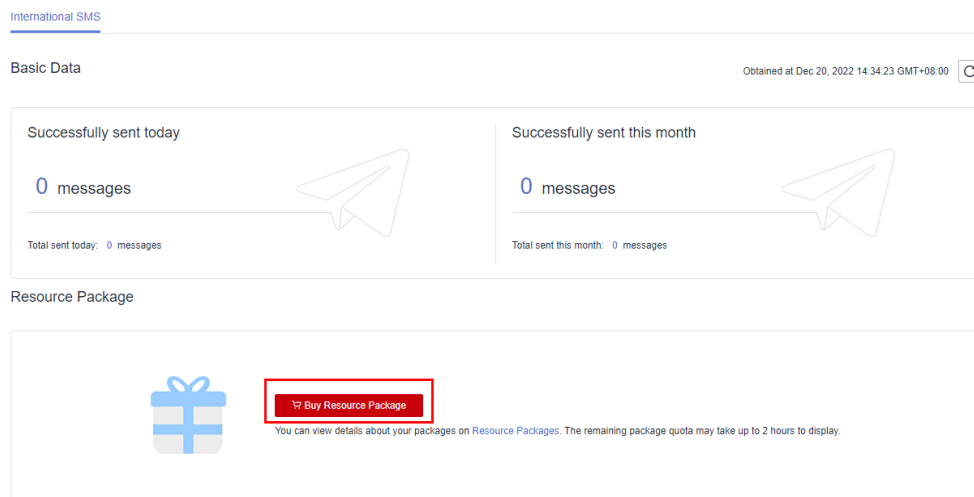 International SMS
Basic Data
Obtained at Dec 20, 2022 14:34:23 GMT+08:00
Successfully sent today
0 messages
Total sent today: 0 messages
Successfully sent this month
0 messages
Total sent this month: 0 messages
Resource Package
Buy Resource Package
You can view details about your packages on Resource Packages. The remaining package quota may take up to 2 hours to display.